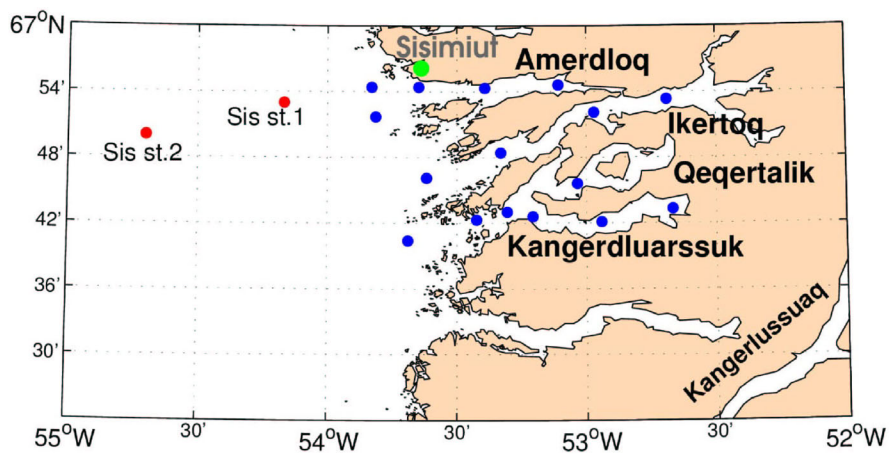 67°N
Sisimiut
Amerdloq
54'
Sis st.1
Sis st.2
Ikertoq
48'
Qeqertalik
42'
Kangerdluarssuk
36'
Kangerlussuaq
30'
55°W 30' 54°W 30' 53°W 30' 52°W